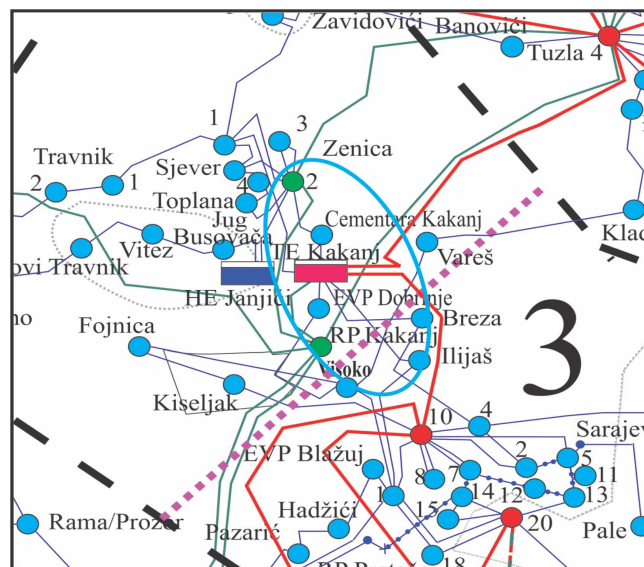 Zavidovići
Banovići
Tuzla 4
1
3
Zenica
Travnik
Sjever
2
1
4
2
Toplana
Jug
Cementara Kakanj
Busovača
Vitez
TE Kakanj
Vareš
Klad
ovi Travnik
HE Janjići
EVP Dobrinje
3
no
Fojnica
RP Kakanj
Breza
Visoko
Ilijaš
Kiseljak
10
4
Sarajev
EVP Blažuj
8
7
2
5
11
1
14
12
13
15
Rama/Prozor
Hadžići
20
Pale
Pazarić
18